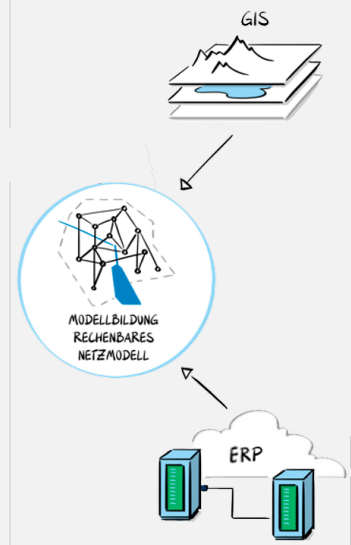 GIS
MODELLBILDUNG
RECHENBARES
NETZMODELL
ERP